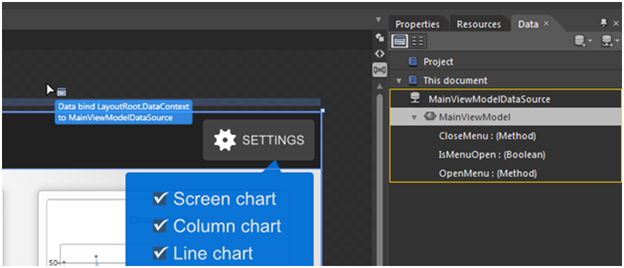 Properties
Resources
Data
Project
This document
Data bind LayoutRoot.DataContext
to MainViewModelDataSource
MainViewModelDataSource
MainViewModel
CloseMenu : (Method)
IsMenuOpen : (Boolean)
OpenMenu : (Method)
SETTINGS
Screen chart
Column chart
Line chart
50